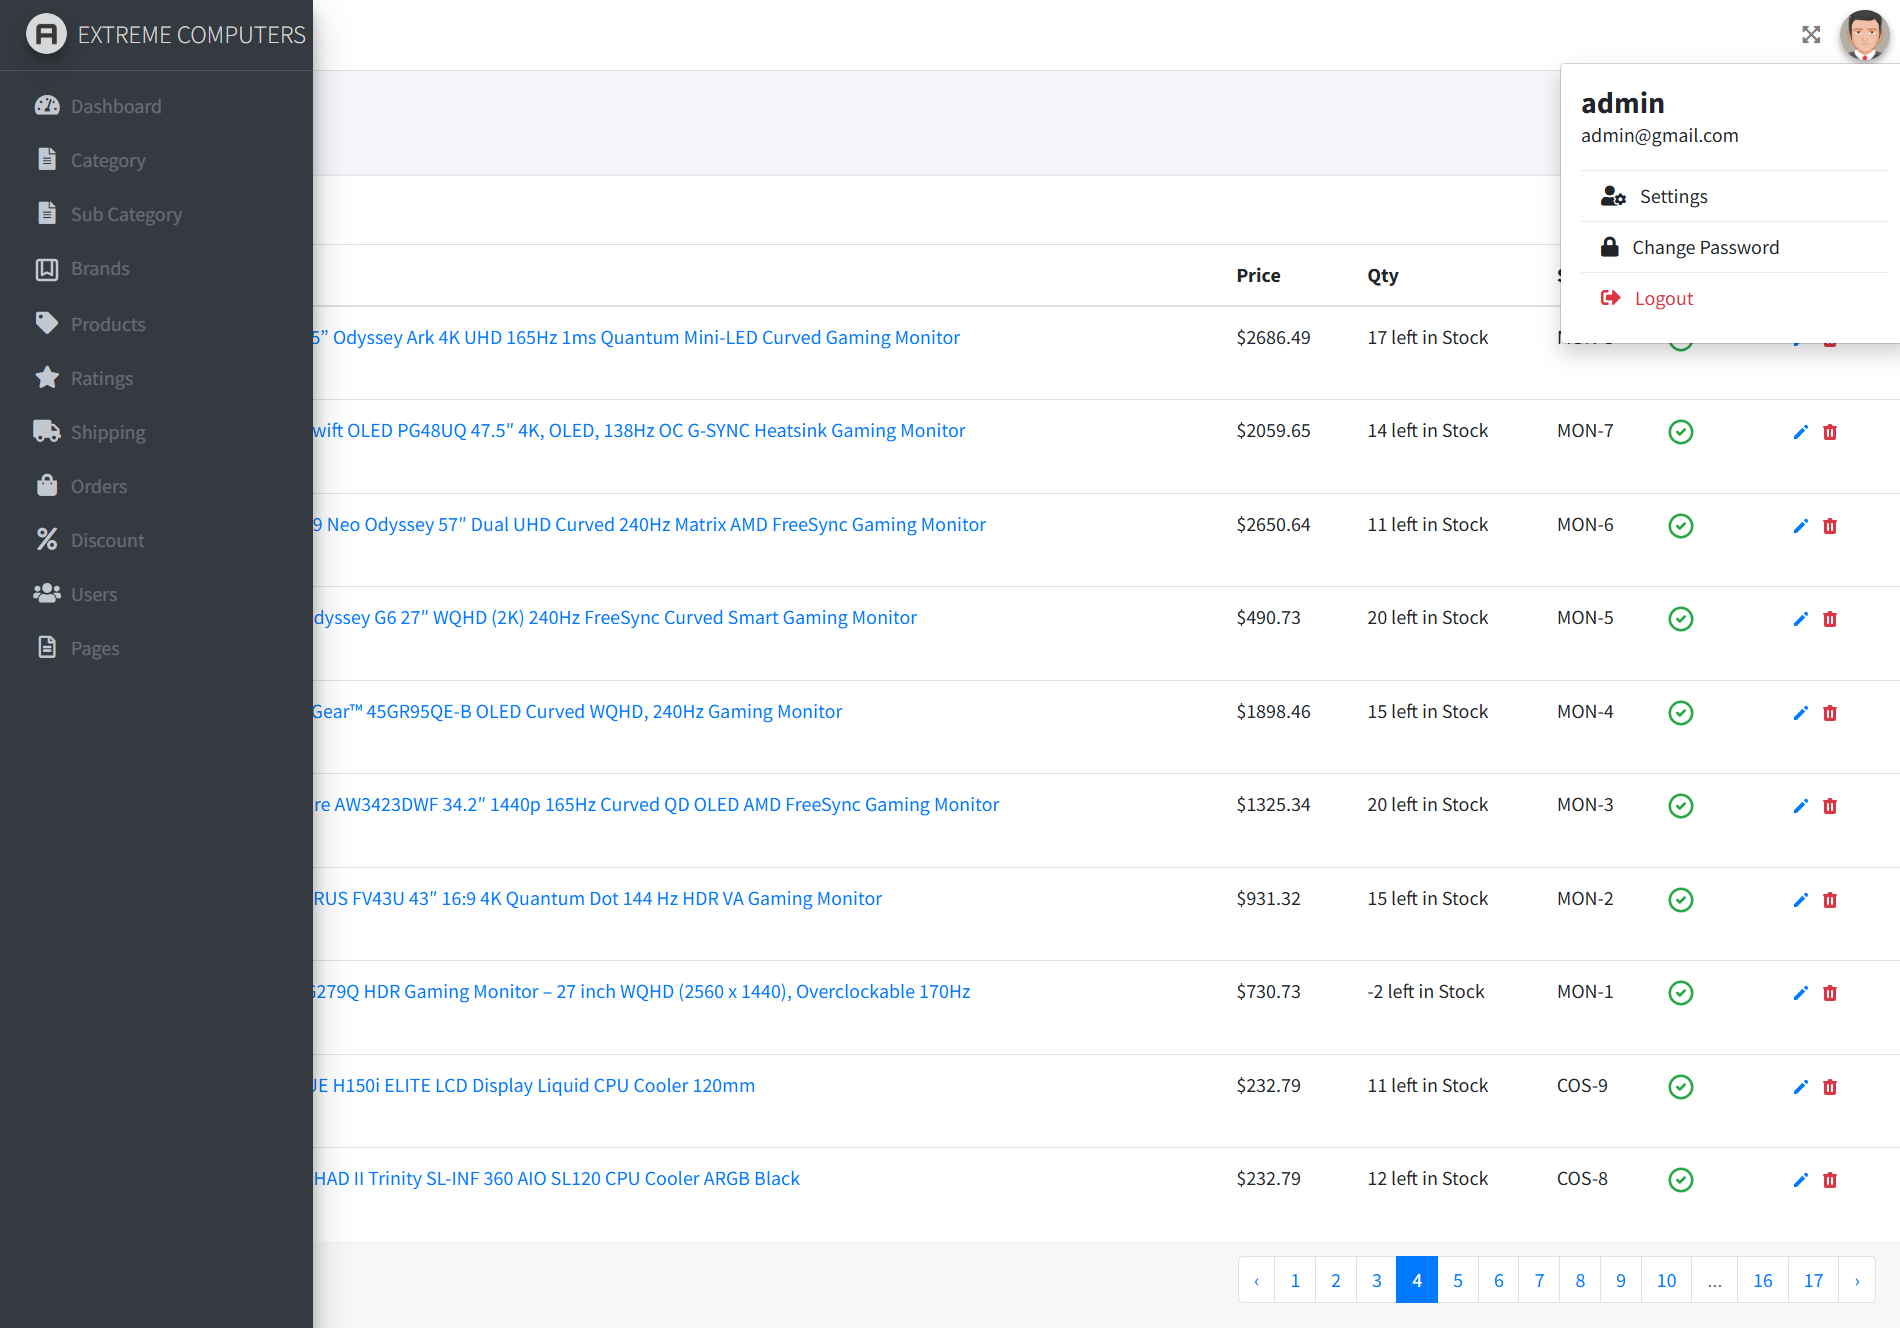 EXTREME COMPUTERS
Dashboard
Category
Sub Category
Brands
Products
Ratings
Shipping
Orders
Discount
Users
Pages
admin
admin@gmail.com
Settings
Change Password
Logout
Price Qty
5” Odyssey Ark 4K UHD 165Hz 1ms Quantum Mini-LED Curved Gaming Monitor $2686.49 17 left in Stock
wift OLED PG48UQ 47.5″ 4K, OLED, 138Hz OC G-SYNC Heatsink Gaming Monitor $2059.65 14 left in Stock MON-7
9 Neo Odyssey 57″ Dual UHD Curved 240Hz Matrix AMD FreeSync Gaming Monitor $2650.64 11 left in Stock MON-6
dyssey G6 27″ WQHD (2K) 240Hz FreeSync Curved Smart Gaming Monitor $490.73 20 left in Stock MON-5
Gear™ 45GR95QE-B OLED Curved WQHD, 240Hz Gaming Monitor $1898.46 15 left in Stock MON-4
re AW3423DWF 34.2″ 1440p 165Hz Curved QD OLED AMD FreeSync Gaming Monitor $1325.34 20 left in Stock MON-3
RUS FV43U 43″ 16:9 4K Quantum Dot 144 Hz HDR VA Gaming Monitor $931.32 15 left in Stock MON-2
G279Q HDR Gaming Monitor – 27 inch WQHD (2560 x 1440), Overclockable 170Hz $730.73 -2 left in Stock MON-1
UE H150i ELITE LCD Display Liquid CPU Cooler 120mm $232.79 11 left in Stock COS-9
HAD II Trinity SL-INF 360 AIO SL120 CPU Cooler ARGB Black $232.79 12 left in Stock COS-8
‹ 1 2 3 4 5 6 7 8 9 10 ... 16 17 ›